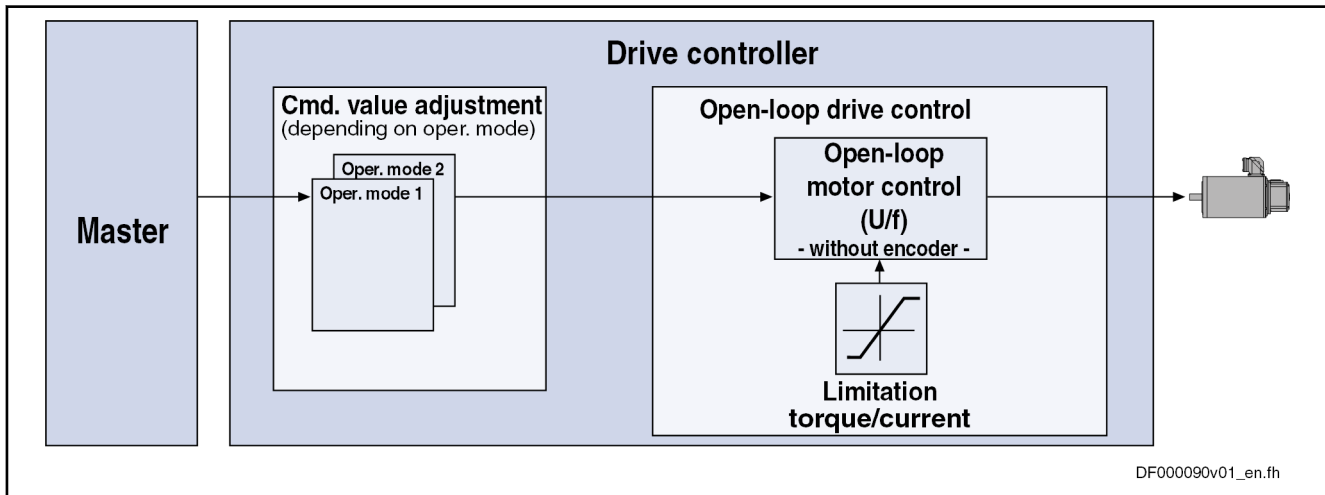 Master
Drive controller
Cmd. value adjustment
(depending on oper. mode)
Oper. mode 2
Oper. mode 1
Open-loop drive control
Open-loop
motor control
(U/f)
- without encoder -
Limitation
torque/current
DF000090v01_en.fh